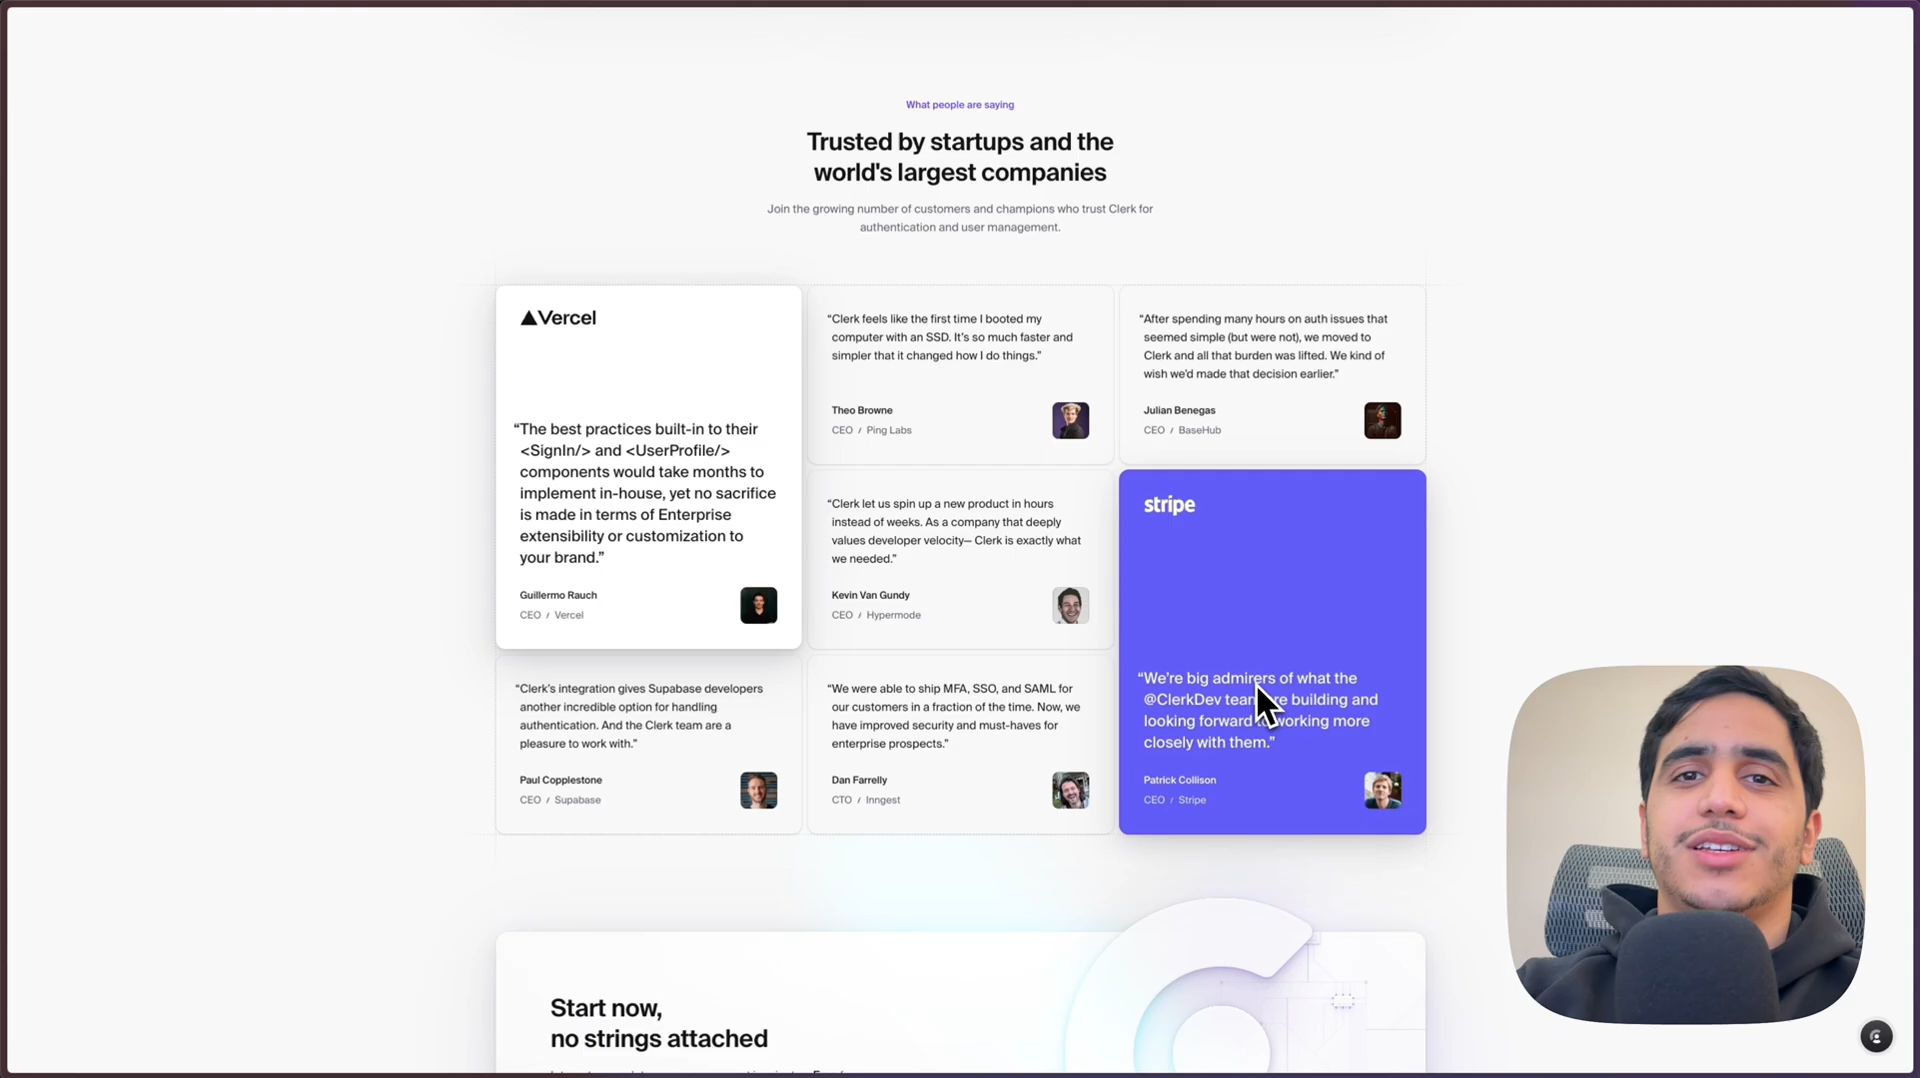 What people are saying
Trusted by startups and the
world's largest companies
Join the growing number of customers and champions who trust Clerk for
authentication and user management.
Vercel
“The best practices built-in to their
<SignIn/> and <UserProfile/>
components would take months to
implement in-house, yet no sacrifice
is made in terms of Enterprise
extensibility or customization to
your brand.”
Guillermo Rauch
CEO / Vercel
“Clerk feels like the first time I booted my
computer with an SSD. It’s so much faster and
simpler that it changed how I do things.”
Theo Browne
CEO / Ping Labs
“After spending many hours on auth issues that
seemed simple (but were not), we moved to
Clerk and all that burden was lifted. We kind of
wish we’d made that decision earlier.”
Julian Benegas
CEO / BaseHub
“Clerk let us spin up a new product in hours
instead of weeks. As a company that deeply
values developer velocity— Clerk is exactly what
we needed.”
Kevin Van Gundy
CEO / Hypermode
stripe
“We’re big admirers of what the
@ClerkDev building and
looking forward working more
closely with them.”
Patrick Collison
CEO / Stripe
“Clerk’s integration gives Supabase developers
another incredible option for handling
authentication. And the Clerk team are a
pleasure to work with.”
Paul Copplestone
CEO / Supabase
“We were able to ship MFA, SSO, and SAML for
our customers in a fraction of the time. Now, we
have improved security and must-haves for
enterprise prospects.”
Dan Farrelly
CTO / Inngest
Start now,
no strings attached